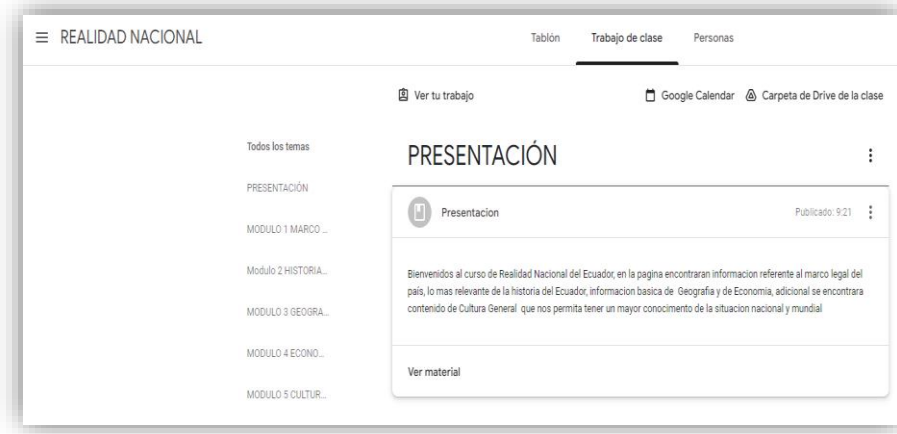 REALIDAD NACIONAL
Tablón Trabajo de clase Personas
Ver tu trabajo
Google Calendar Carpeta de Drive de la clase
Todos los temas
PRESENTACIÓN
MODULO 1 MARCO ...
Modulo 2 HISTORIA...
MODULO 3 GEOGRA...
MODULO 4 ECONO...
MODULO 5 CULTUR...
PRESENTACIÓN
Presentacion Publicado: 9:21
Bienvenidos al curso de Realidad Nacional del Ecuador, en la pagina encontraran informacion referente al marco legal del
país, lo mas relevante de la historia del Ecuador, informacion basica de Geografia y de Economia, adicional se encontrara
contenido de Cultura General que nos permita tener un mayor conocimento de la situacion nacional y mundial
Ver material